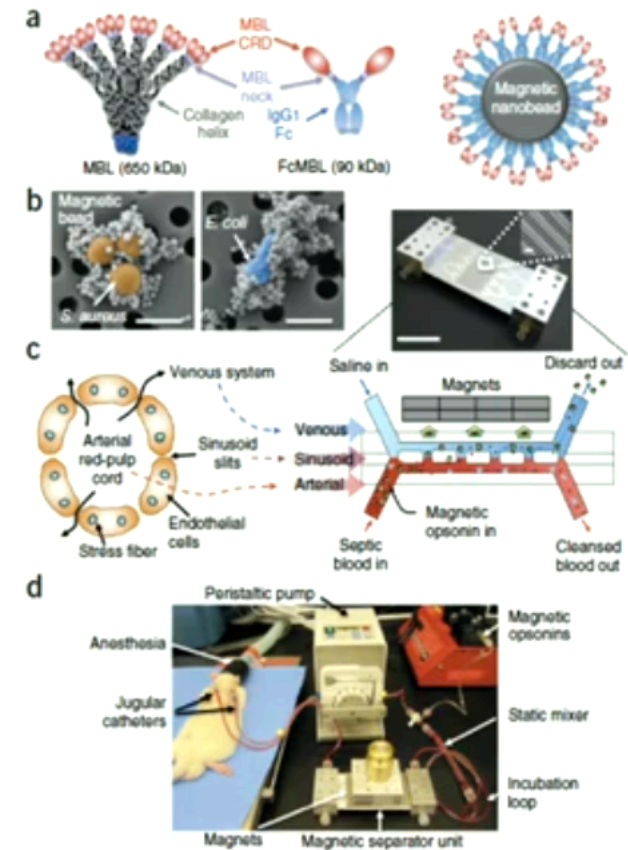 a
MBL
CRD
MBL
neck
Collagen
helix
IgG1
Fc
MBL (650 kDa)
FcMBL (90 kDa)
Magnetic
nanobead
b
Magnetic
bead
S. aureus
E. coli
c
Venous system
Arterial
red-pulp
cord
Sinusoid
slits
Endothelial
cells
Stress fiber
Saline in
Discard out
Magnets
Venous
Sinusoid
Arterial
Magnetic
opsonin in
Septic
blood in
Cleansed
blood out
d
Peristaltic pump
Anesthesia
Jugular
catheters
Magnetic
opsonins
Static mixer
Incubation
loop
Magnets
Magnetic separator unit